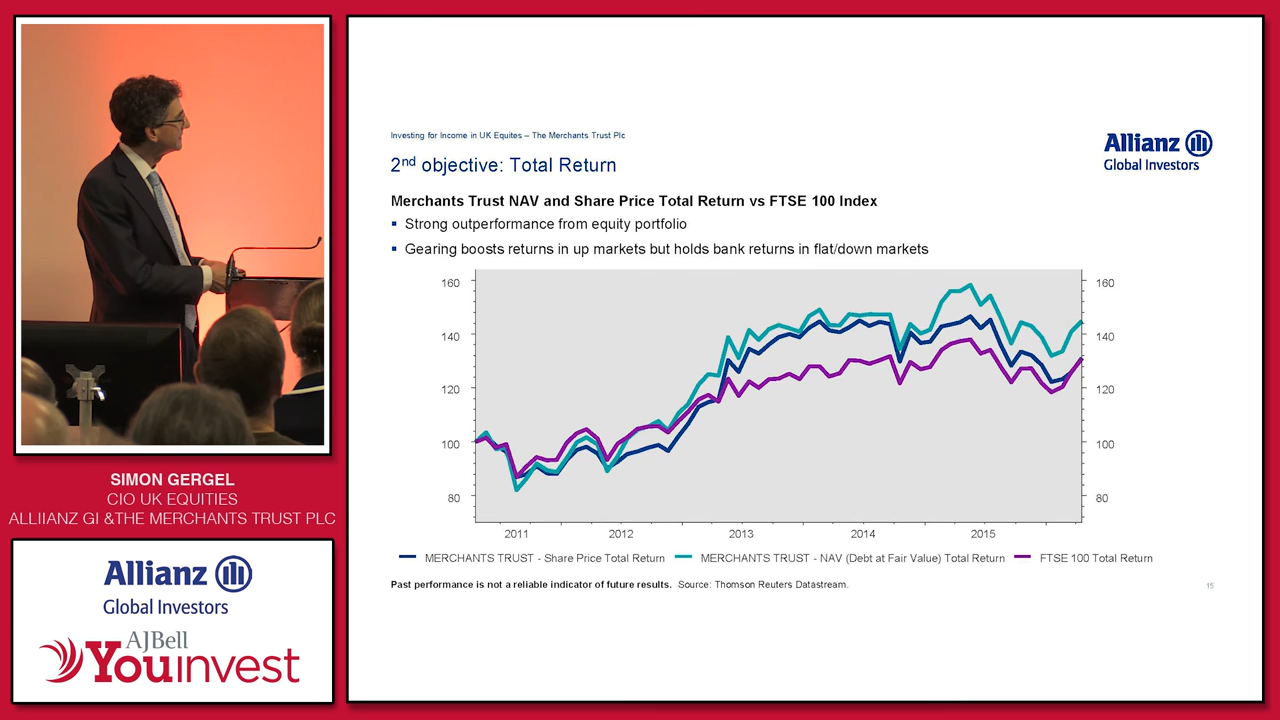 SIMON GERGEL
CIO UK EQUITIES
ALLIIANZ GI &THE MERCHANTS TRUST PLC
Allianz
Global Investors
AJBell
Youinvest
Investing for Income in UK Equites – The Merchants Trust Plc
Allianz
Global Investors
2nd objective: Total Return
Merchants Trust NAV and Share Price Total Return vs FTSE 100 Index
Strong outperformance from equity portfolio
Gearing boosts returns in up markets but holds bank returns in flat/down markets
160 160
140 140
120 120
100 100
80 80
2011 2012 2013 2014 2015
MERCHANTS TRUST - Share Price Total Return MERCHANTS TRUST - NAV (Debt at Fair Value) Total Return FTSE 100 Total Return
Past performance is not a reliable indicator of future results. Source: Thomson Reuters Datastream.
15